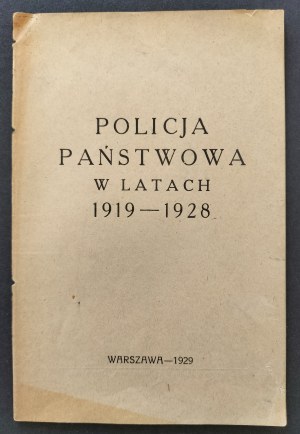 POLICJA
PAŃSTWOWA
W LATACH
1919—1928
WARSZAWA—1929